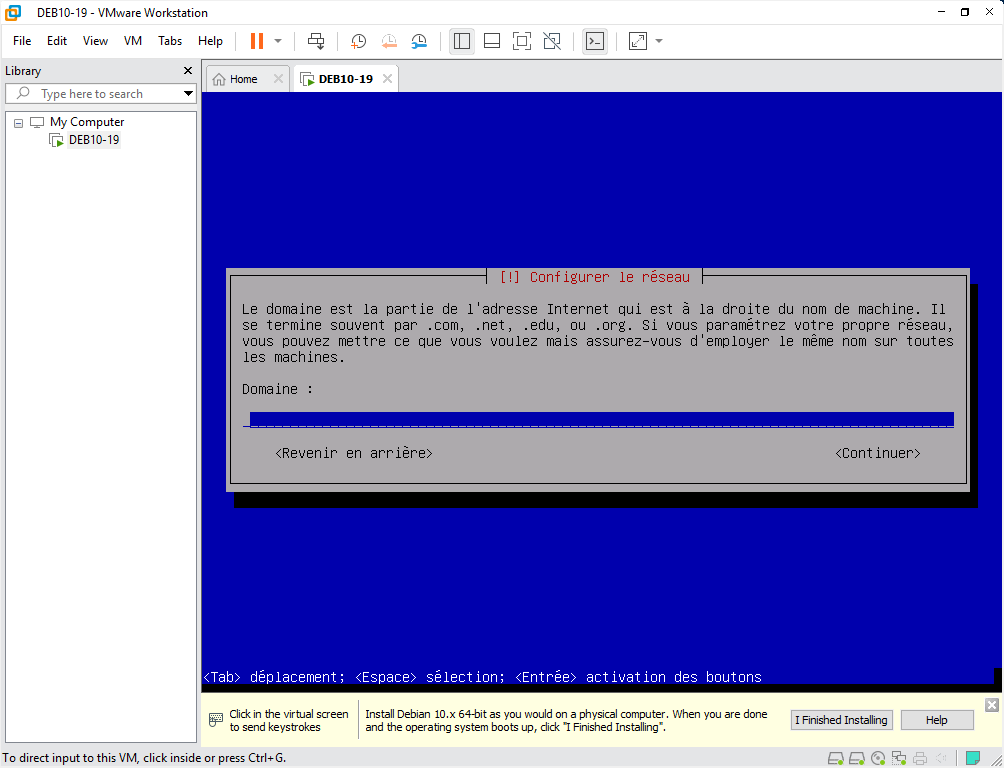 DEB10-19 - VMware Workstation
File Edit View VM Tabs Help
Library
Type here to search
My Computer
DEB10-19
Home
DEB10-19
[!] Configurer le réseau
Le domaine est la partie de l'adresse Internet qui est à la droite du nom de machine. Il
se termine souvent par .com, .net, .edu, ou .org. Si vous paramétrez votre propre réseau,
vous pouvez mettre ce que vous voulez mais assurez-vous d'employer le même nom sur toutes
les machines.
Domaine :
<Revenir en arrière> <Continuer>
<Tab> déplacement; <Espace> sélection; <Entrée> activation des boutons
Click in the virtual screen
to send keystrokes
Install Debian 10.x 64-bit as you would on a physical computer. When you are done
and the operating system boots up, click "I Finished Installing".
I Finished Installing
Help
To direct input to this VM, click inside or press Ctrl+G.